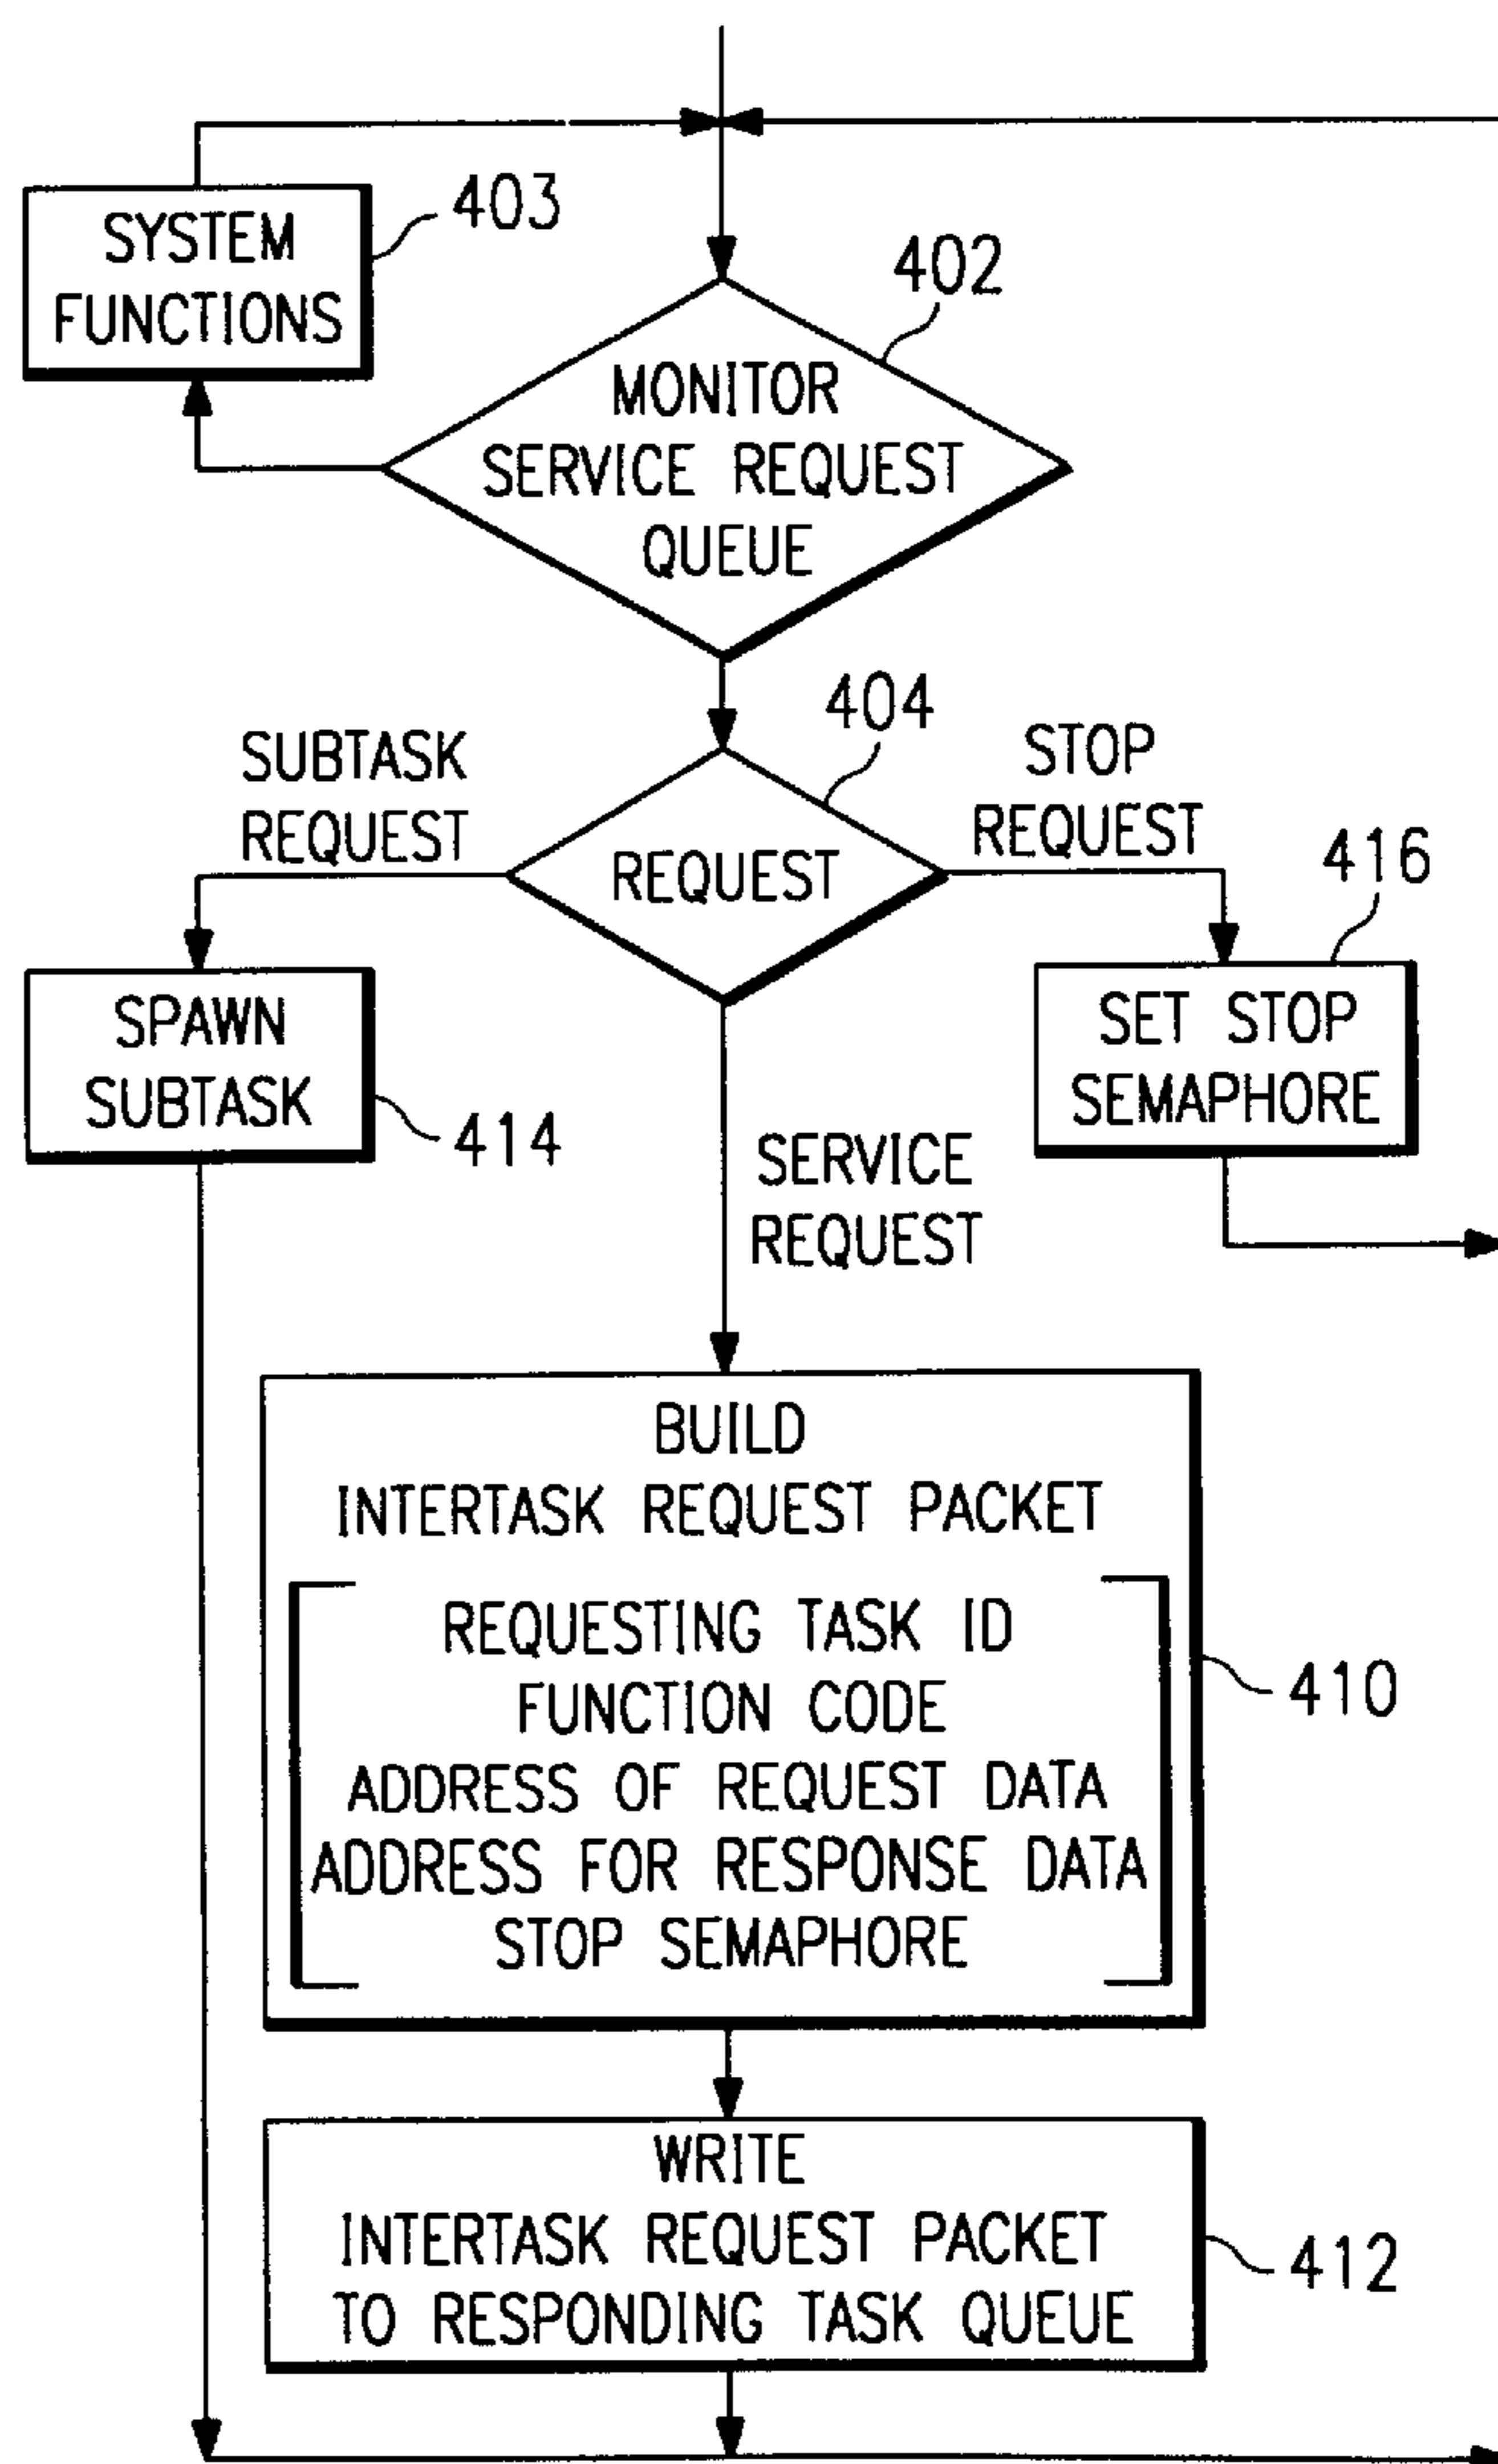 SYSTEM
FUNCTIONS
403
402
MONITOR
SERVICE REQUEST
QUEUE
404
SUBTASK
REQUEST
REQUEST
STOP
REQUEST
416
SPAWN
SUBTASK
414
SET STOP
SEMAPHORE
SERVICE
REQUEST
BUILD
INTERTASK REQUEST PACKET
REQUESTING TASK ID
FUNCTION CODE
ADDRESS OF REQUEST DATA
ADDRESS FOR RESPONSE DATA
STOP SEMAPHORE
410
WRITE
INTERTASK REQUEST PACKET
TO RESPONDING TASK QUEUE
412